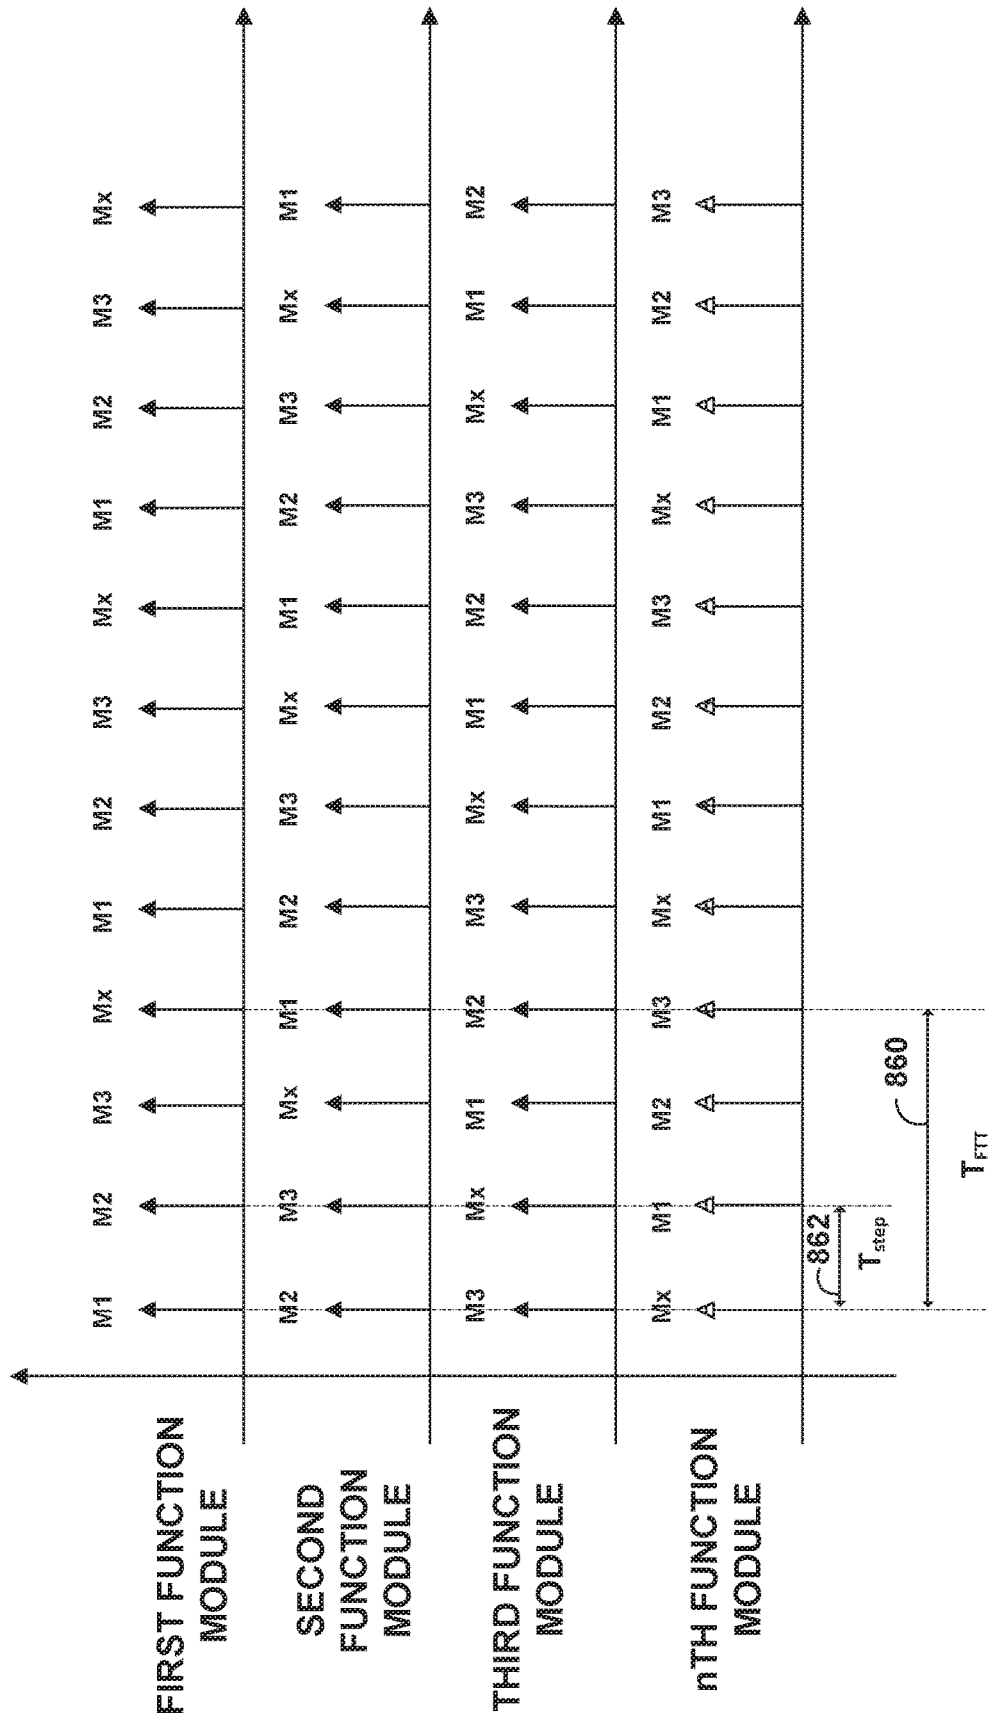 M1 M2 M3 Mx M1 M2 M3 Mx M1 M2 M3 Mx
FIRST FUNCTION
MODULE
M2 M3 Mx M1 M2 M3 Mx M1 M2 M3 Mx M1
SECOND
FUNCTION
MODULE
M3 Mx M1 M2 M3 Mx M1 M2 M3 Mx M1 M2
THIRD FUNCTION
MODULE
Mx M1 M2 M3 Mx M1 M2 M3 Mx M1 M2 M3
nTH FUNCTION
MODULE
862
Tstep
860
TFTT